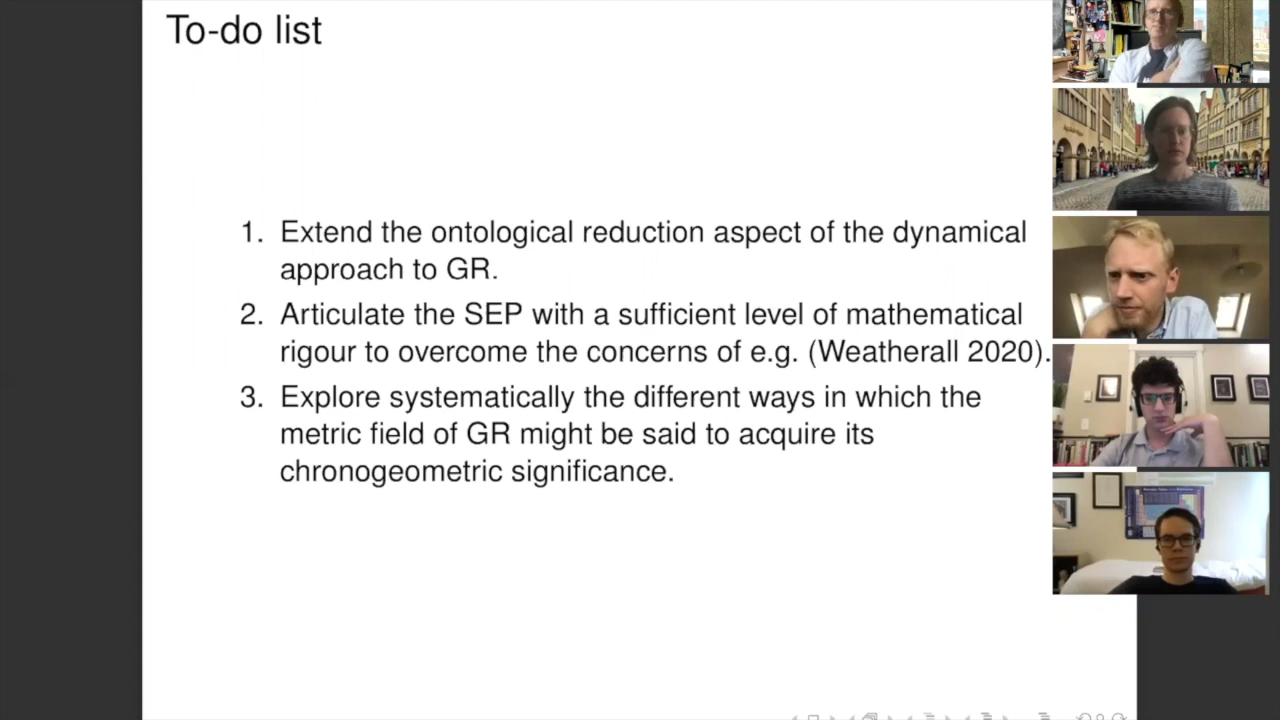 To-do list
1. Extend the ontological reduction aspect of the dynamical
approach to GR.
2. Articulate the SEP with a sufficient level of mathematical
rigour to overcome the concerns of e.g. (Weatherall 2020).
3. Explore systematically the different ways in which the
metric field of GR might be said to acquire its
chronogeometric significance.